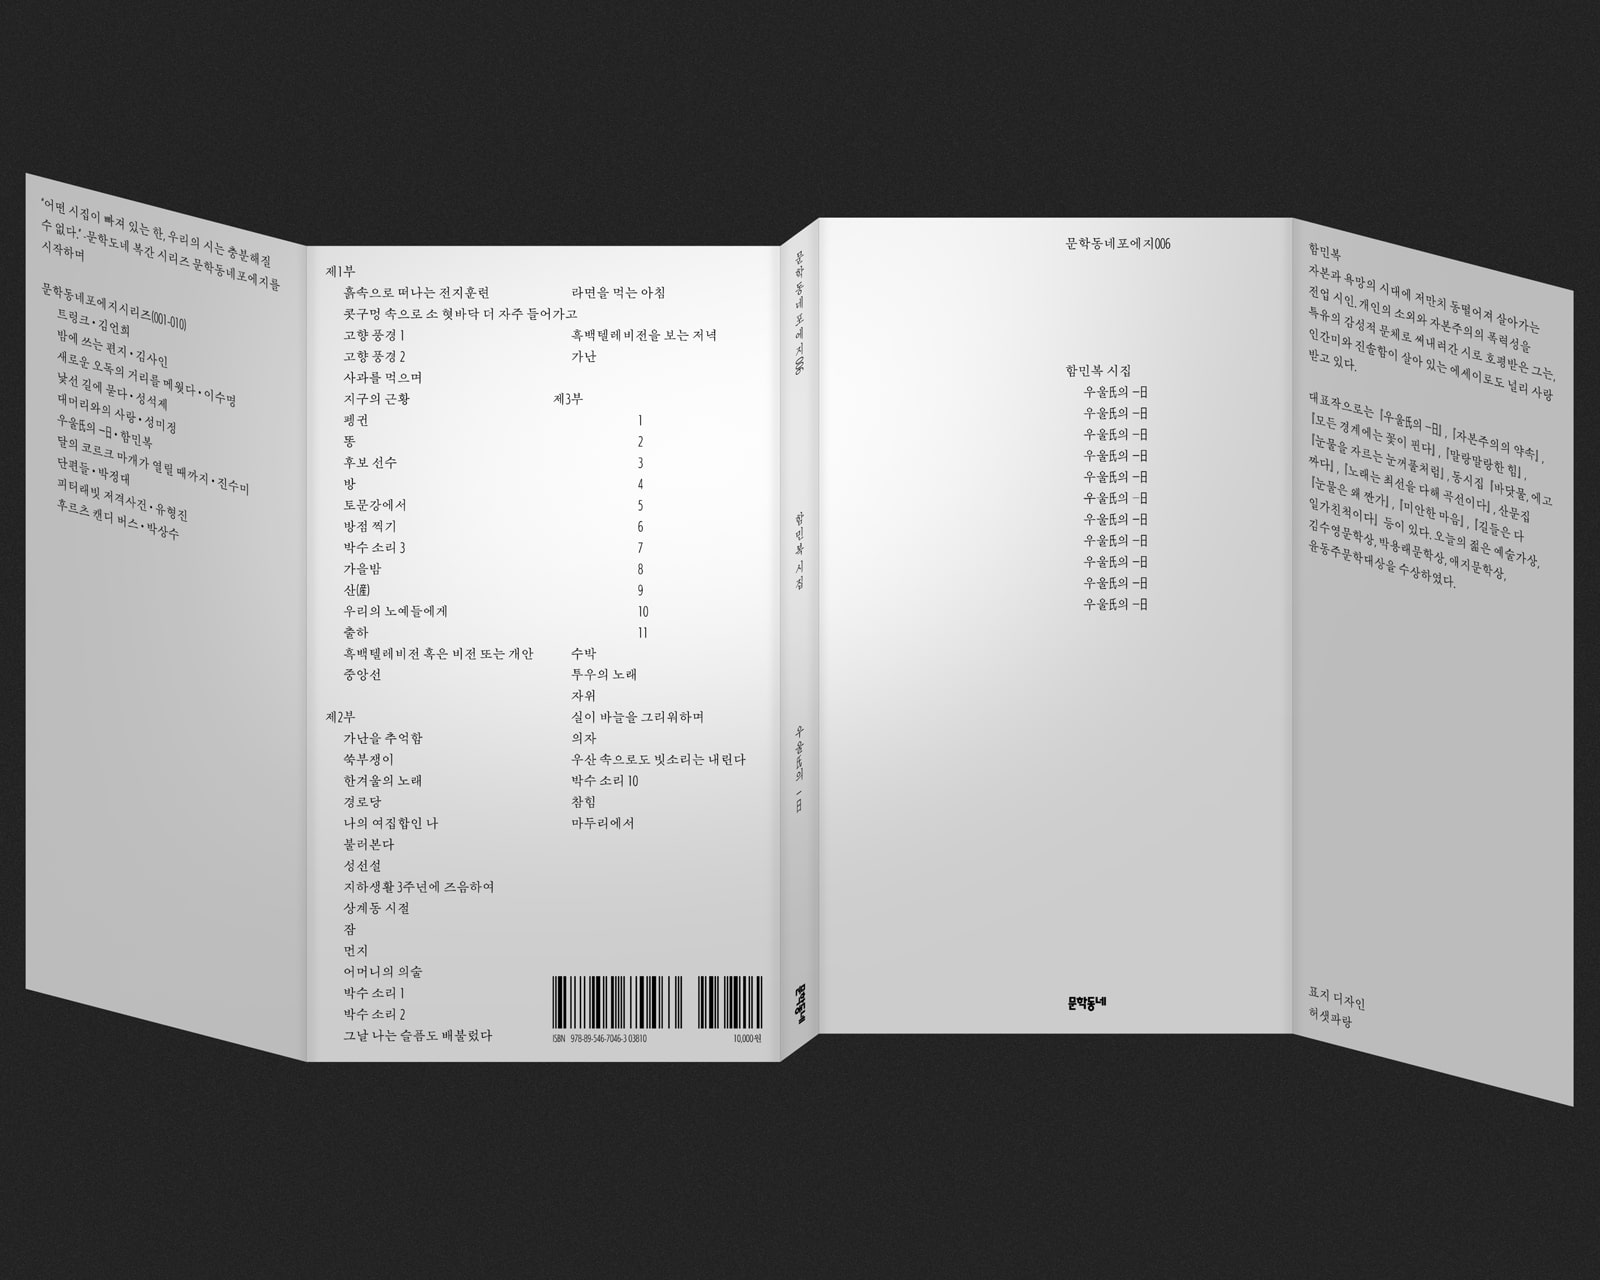 “어떤 시집이 빠져 있는 한, 우리의 시는 충분해질
수 없다.” -문학도네 복간 시리즈 문학동네포에지를
시작하며
문학동네포에지시리즈(001-010)
트렁크・김언희
밤에 쓰는 편지・김사인
새로운 오독의 거리를 메웠다・이수명
낯선 길에 묻다・성석제
대머리와의 사랑・성미정
우울氏의 一日・함민복
달의 코르크 마개가 열릴 때까지・진수미
단편들・박정대
피터래빗 저격사건・유형진
후르츠 캔디 버스・박상수
제1부
흙속으로 떠나는 전지훈련
콧구멍 속으로 소 혓바닥 더 자주 들어가고
고향 풍경 1
고향 풍경 2
사과를 먹으며
지구의 근황
펭귄
똥
후보 선수
방
토문강에서
방점 찍기
박수 소리 3
가을밤
산(産)
우리의 노예들에게
출하
흑백텔레비전 혹은 비전 또는 개안
중앙선
제2부
가난을 추억함
쑥부쟁이
한겨울의 노래
경로당
나의 여집합인 나
불러본다
성선설
지하생활 3주년에 즈음하여
상계동 시절
잠
먼지
어머니의 의술
박수 소리 1
박수 소리 2
그날 나는 슬픔도 배불렀다
라면을 먹는 아침
흑백텔레비전을 보는 저녁
가난
제3부
1
2
3
4
5
6
7
8
9
10
11
수박
투우의 노래
자위
실이 바늘을 그리워하며
의자
우산 속으로도 빗소리는 내린다
박수 소리 10
참힘
마두리에서
ISBN 978-89-546-7046-3 03810
10,000원
문학동네포에지006
함민복 시집
우울氏의 一日
문학동네
문학동네포에지006
함민복 시집
우울氏의 一日
우울氏의 一日
우울氏의 一日
우울氏의 一日
우울氏의 一日
우울氏의 一日
우울氏의 一日
우울氏의 一日
우울氏의 一日
우울氏의 一日
우울氏의 一日
문학동네
함민복
자본과 욕망의 시대에 저만치 동떨어져 살아가는
전업 시인. 개인의 소외와 자본주의의 폭력성을
특유의 감성적 문체로 써내려간 시로 호평받은 그는,
인간미와 진솔함이 살아 있는 에세이로도 널리 사랑
받고 있다.
대표작으로는 『우울氏의 一日』, 『자본주의의 약속』,
『모든 경계에는 꽃이 핀다』, 『말랑말랑한 힘』,
『눈물을 자르는 눈꺼풀처럼』, 동시집 『바닷물, 에고
짜다』, 『노래는 최선을 다해 곡선이다』, 산문집
『눈물은 왜 짠가』, 『미안한 마음』, 『길들은 다
일가친척이다』 등이 있다. 오늘의 젊은 예술가상,
김수영문학상, 박용래문학상, 애지문학상,
윤동주문학대상을 수상하였다.
표지 디자인
허샛파랑